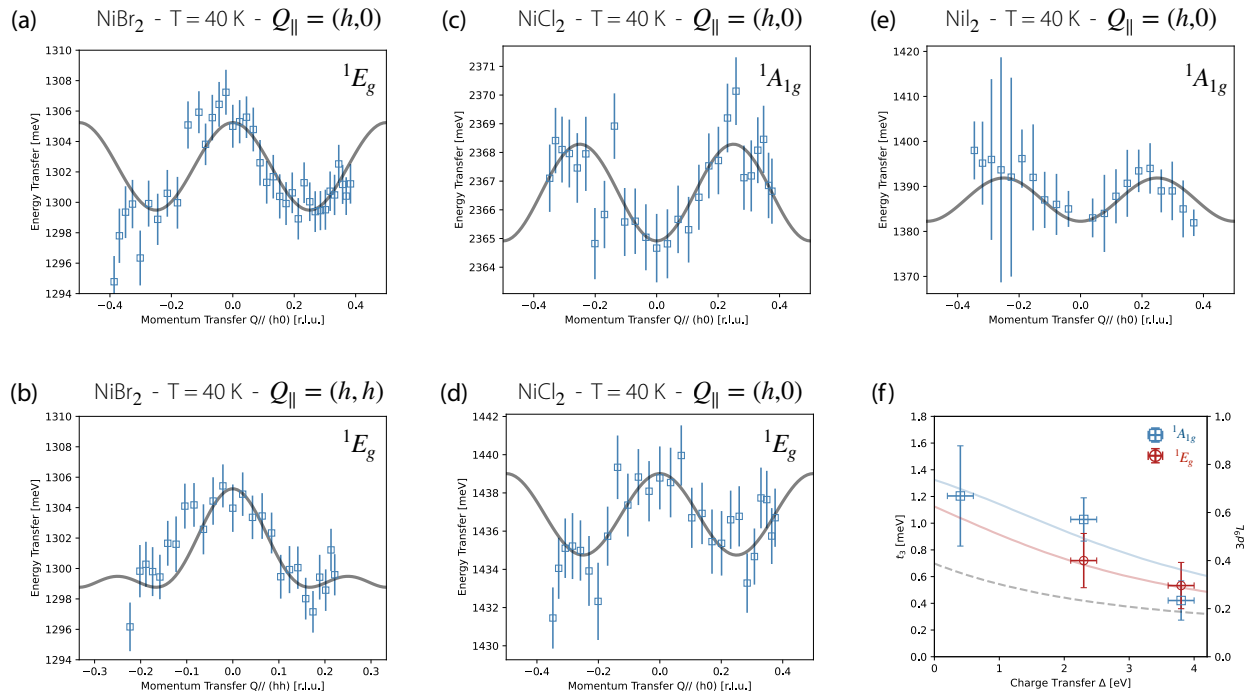 (a) NiBr₂ - T = 40 K - Q∥ = (h,0)
¹E_g
1310
1308
1306
1304
1302
1300
1298
1296
1294
Energy Transfer [meV]
−0.4 −0.2 0.0 0.2 0.4
Momentum Transfer Q// (h0) [r.l.u.]
(c) NiCl₂ - T = 40 K - Q∥ = (h,0)
¹A₁g
2371
2370
2369
2368
2367
2366
2365
2364
Energy Transfer [meV]
−0.4 −0.2 0.0 0.2 0.4
Momentum Transfer Q// (h0) [r.l.u.]
(e) NiI₂ - T = 40 K - Q∥ = (h,0)
¹A₁g
1420
1410
1400
1390
1380
1370
Energy Transfer [meV]
−0.4 −0.2 0.0 0.2 0.4
Momentum Transfer Q// (h0) [r.l.u.]
(b) NiBr₂ - T = 40 K - Q∥ = (h,h)
¹E_g
1310
1308
1306
1304
1302
1300
1298
1296
1294
Energy Transfer [meV]
−0.3 −0.2 −0.1 0.0 0.1 0.2 0.3
Momentum Transfer Q// (hh) [r.l.u.]
(d) NiCl₂ - T = 40 K - Q∥ = (h,0)
¹E_g
1442
1440
1438
1436
1434
1432
1430
Energy Transfer [meV]
−0.4 −0.2 0.0 0.2 0.4
Momentum Transfer Q// (h0) [r.l.u.]
(f)
¹A₁g
¹E_g
1.8
1.6
1.4
1.2
1.0
0.8
0.6
0.4
0.2
0.0
t₃ [meV]
1.0
0.8
0.6
0.4
0.2
0.0
3d⁹L
0 1 2 3 4
Charge Transfer Δ [eV]